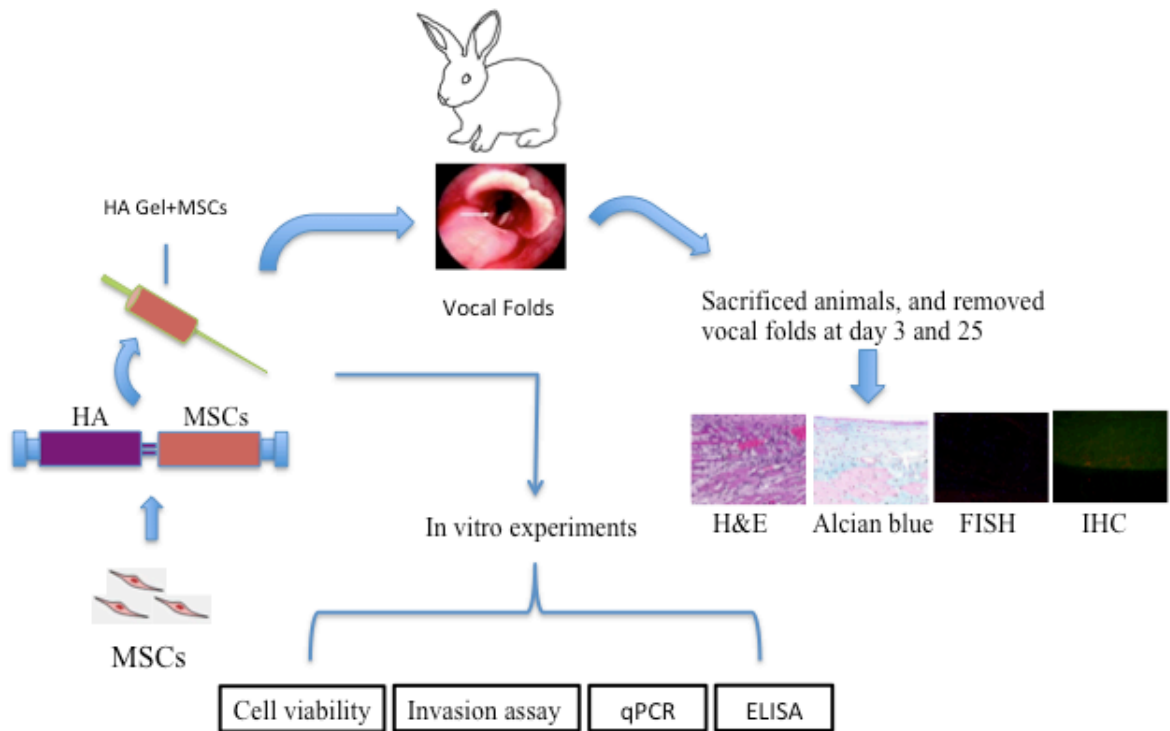 HA Gel+MSCs
Vocal Folds
Sacrificed animals, and removed
vocal folds at day 3 and 25
HA
MSCs
H&E
Alcian blue
FISH
IHC
In vitro experiments
MSCs
Cell viability
Invasion assay
qPCR
ELISA